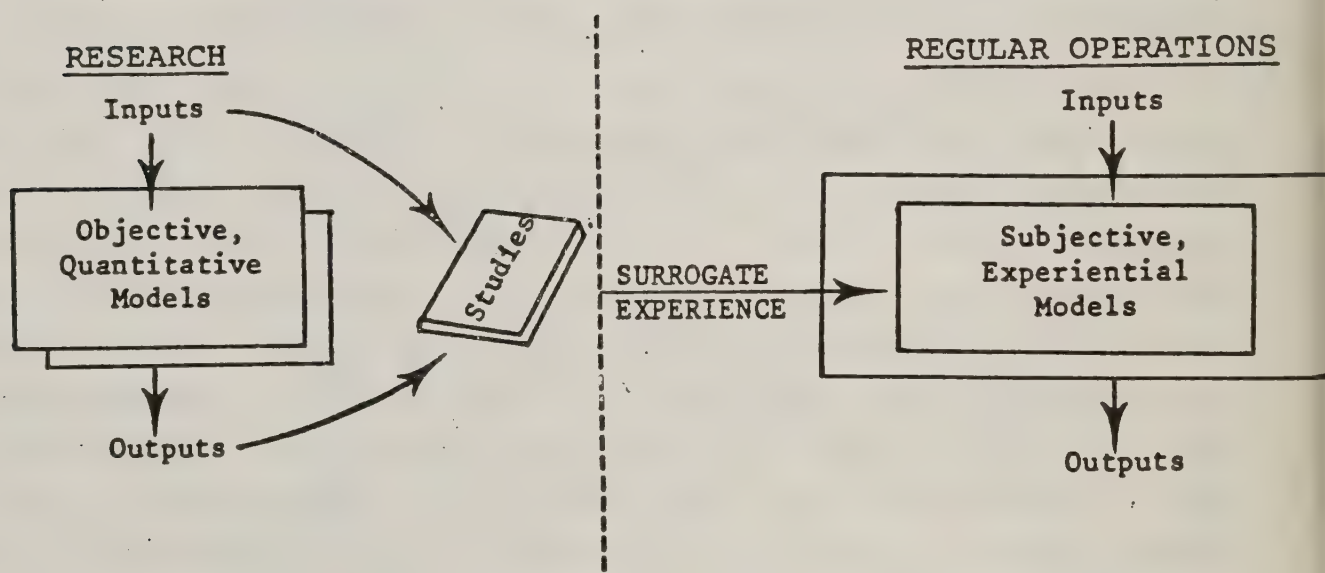 RESEARCH
Inputs
Objective,
Quantitative
Models
Outputs
Studies
SURROGATE
EXPERIENCE
REGULAR OPERATIONS
Inputs
Subjective,
Experiential
Models
Outputs